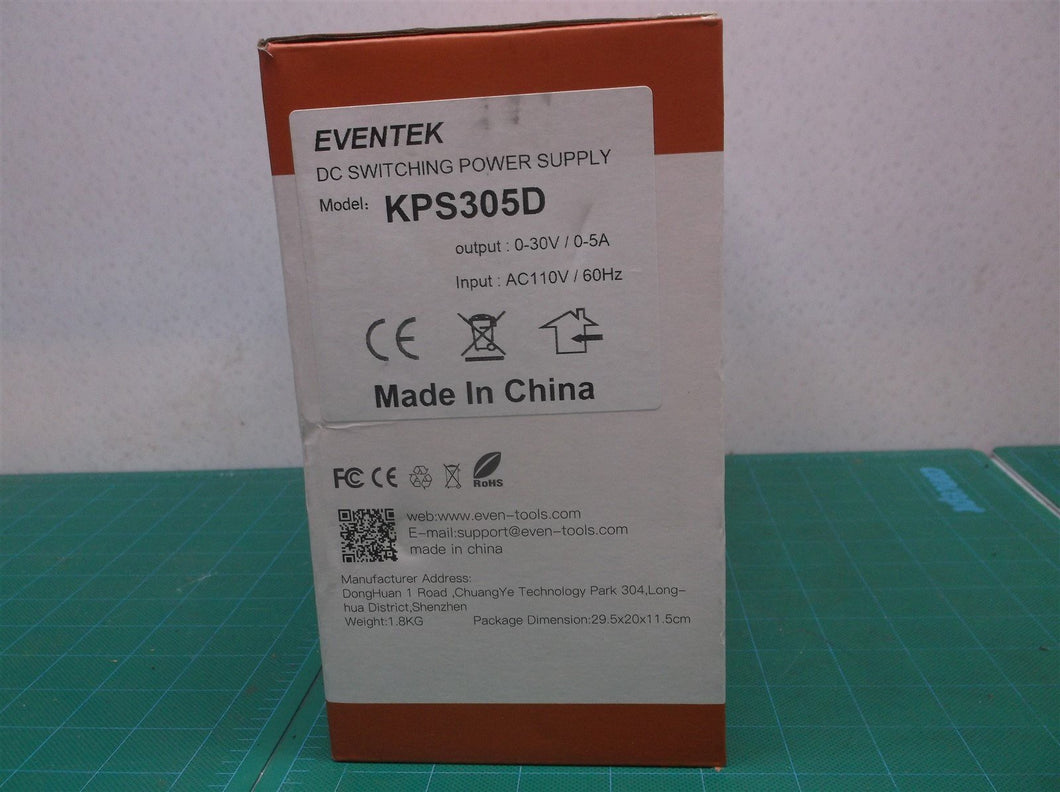 EVENTEK
DC SWITCHING POWER SUPPLY
Model: KPS305D
output : 0-30V / 0-5A
Input : AC110V / 60Hz
CE
Made In China
FC CE RoHS
web:www.even-tools.com
E-mail:support@even-tools.com
made in china
Manufacturer Address:
DongHuan 1 Road ,ChuangYe Technology Park 304,Long-
hua District,Shenzhen
Weight:1.8KG Package Dimension:29.5x20x11.5cm